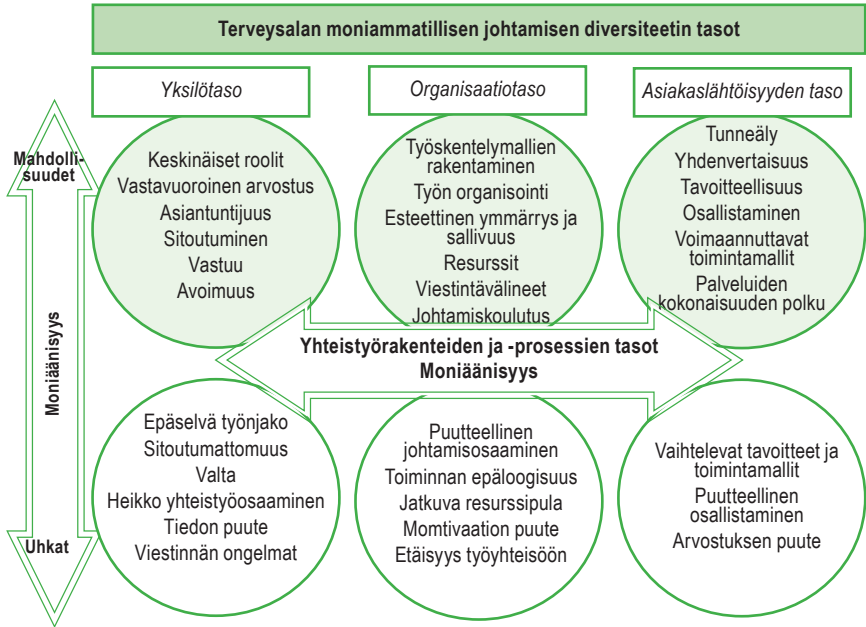 Terveysalan moniammatillisen johtamisen diversiteetin tasot
Yksilötaso
Organisaatiotaso
Asiakaslähtöisyyden taso
Mahdolli-
suudet
Moniäänisyys
Uhkat
Keskinäiset roolit
Vastavuoroinen arvostus
Asiantuntijuus
Sitoutuminen
Vastuu
Avoimuus
Työskentelymallien
rakentaminen
Työn organisointi
Esteettinen ymmärrys ja
sallivuus
Resurssit
Viestintävälineet
Johtamiskoulutus
Tunneäly
Yhdenvertaisuus
Tavoitteellisuus
Osallistaminen
Voimaannuttavat
toimintamallit
Palveluiden
kokonaisuuden polku
Yhteistyörakenteiden ja -prosessien tasot
Moniäänisyys
Epäselvä työnjako
Sitoutumattomuus
Valta
Heikko yhteistyöosaaminen
Tiedon puute
Viestinnän ongelmat
Puutteellinen
johtamisosaaminen
Toiminnan epäloogisuus
Jatkuva resurssipula
Momtivaation puute
Etäisyys työyhteisöön
Vaihtelevat tavoitteet ja
toimintamallit
Puutteellinen
osallistaminen
Arvostuksen puute